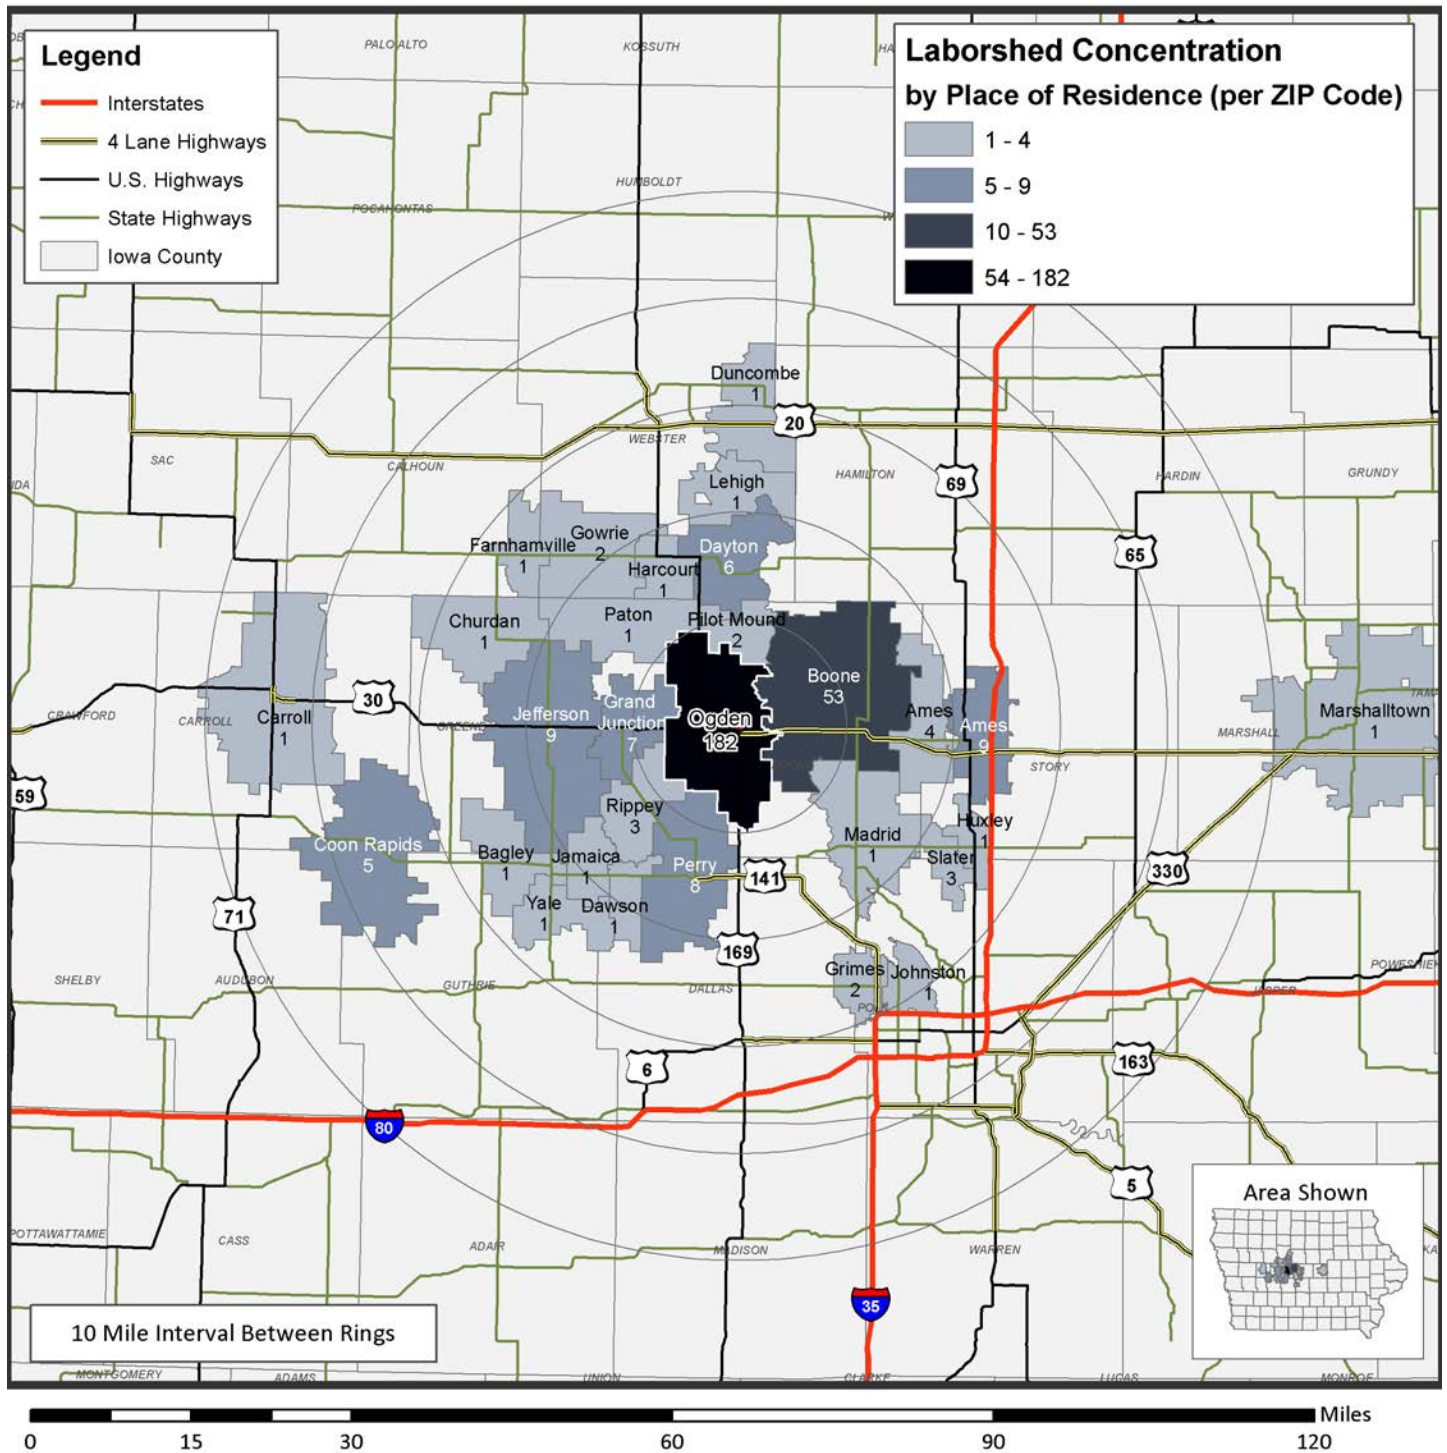 Legend
Interstates
4 Lane Highways
U.S. Highways
State Highways
Iowa County
Laborshed Concentration
by Place of Residence (per ZIP Code)
1 - 4
5 - 9
10 - 53
54 - 182
PALO ALTO
KOSSUTH
HA
HUMBOLDT
POCAHONTAS
Duncombe
1
20
WEBSTER
SAC
CALHOUN
HAMILTON
69
HARDIN
GRUNDY
IDA
Lehigh
1
Gowrie
2
Farnhamville
1
Dayton
6
65
Harcourt
1
Churdan
1
Paton
1
Pilot Mound
2
Boone
53
30
CRAWFORD
CARROLL
Carroll
1
GREENE
Jefferson
9
Grand
Junction
7
Ogden
182
Ames
4
Ames
9
Marshalltown
1
TAMA
MARSHALL
STORY
59
Rippey
3
Huxley
1
Coon Rapids
5
Bagley
1
Jamaica
1
Perry
8
Madrid
1
Slater
3
141
330
Yale
1
Dawson
1
71
169
SHELBY
AUDUBON
GUTHRIE
DALLAS
Grimes
2
Johnston
1
POLK
JASPER
POWESHIEK
6
163
80
5
POTTAWATTAMIE
CASS
ADAIR
MADISON
WARREN
35
Area Shown
10 Mile Interval Between Rings
MONTGOMERY
ADAMS
UNION
CLARKE
LUCAS
MONROE
Miles
0
15
30
60
90
120